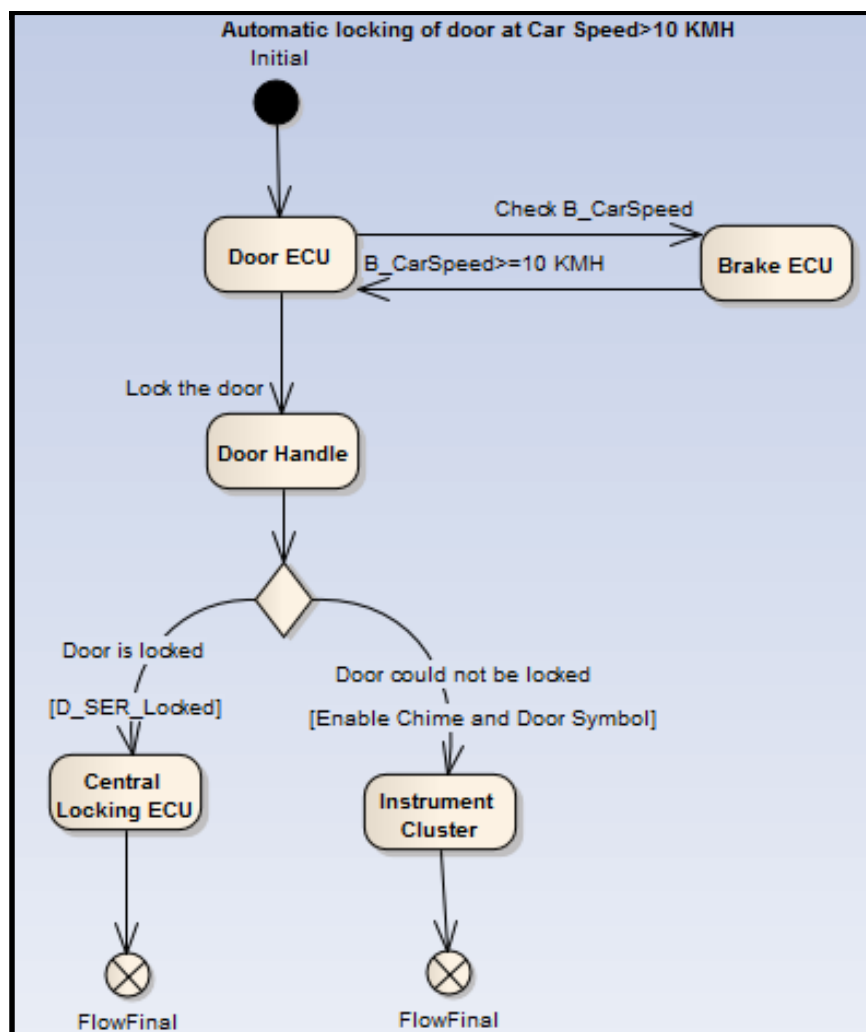 Automatic locking of door at Car Speed>10 KMH
Initial
Check B_CarSpeed
Door ECU
B_CarSpeed>=10 KMH
Brake ECU
Lock the door
Door Handle
Door is locked
[D_SER_Locked]
Door could not be locked
[Enable Chime and Door Symbol]
Central
Locking ECU
Instrument
Cluster
FlowFinal
FlowFinal